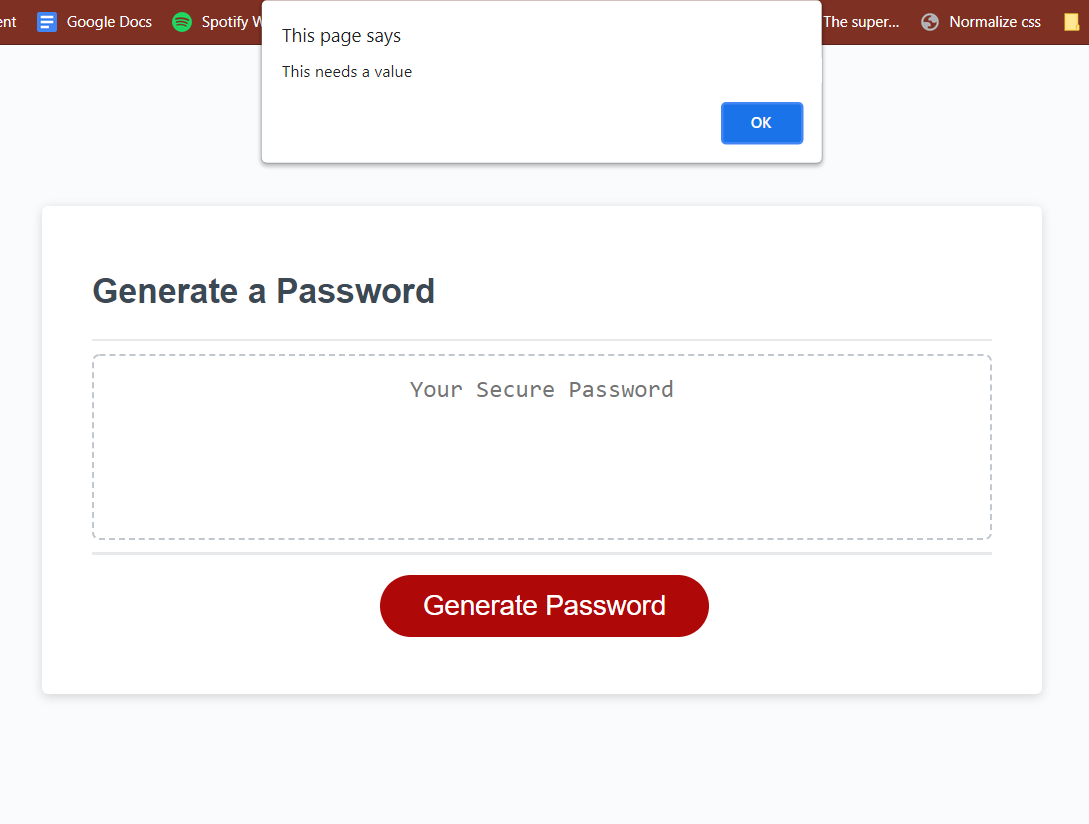 ent Google Docs Spotify W The super... Normalize css
This page says
This needs a value
OK
Generate a Password
Your Secure Password
Generate Password